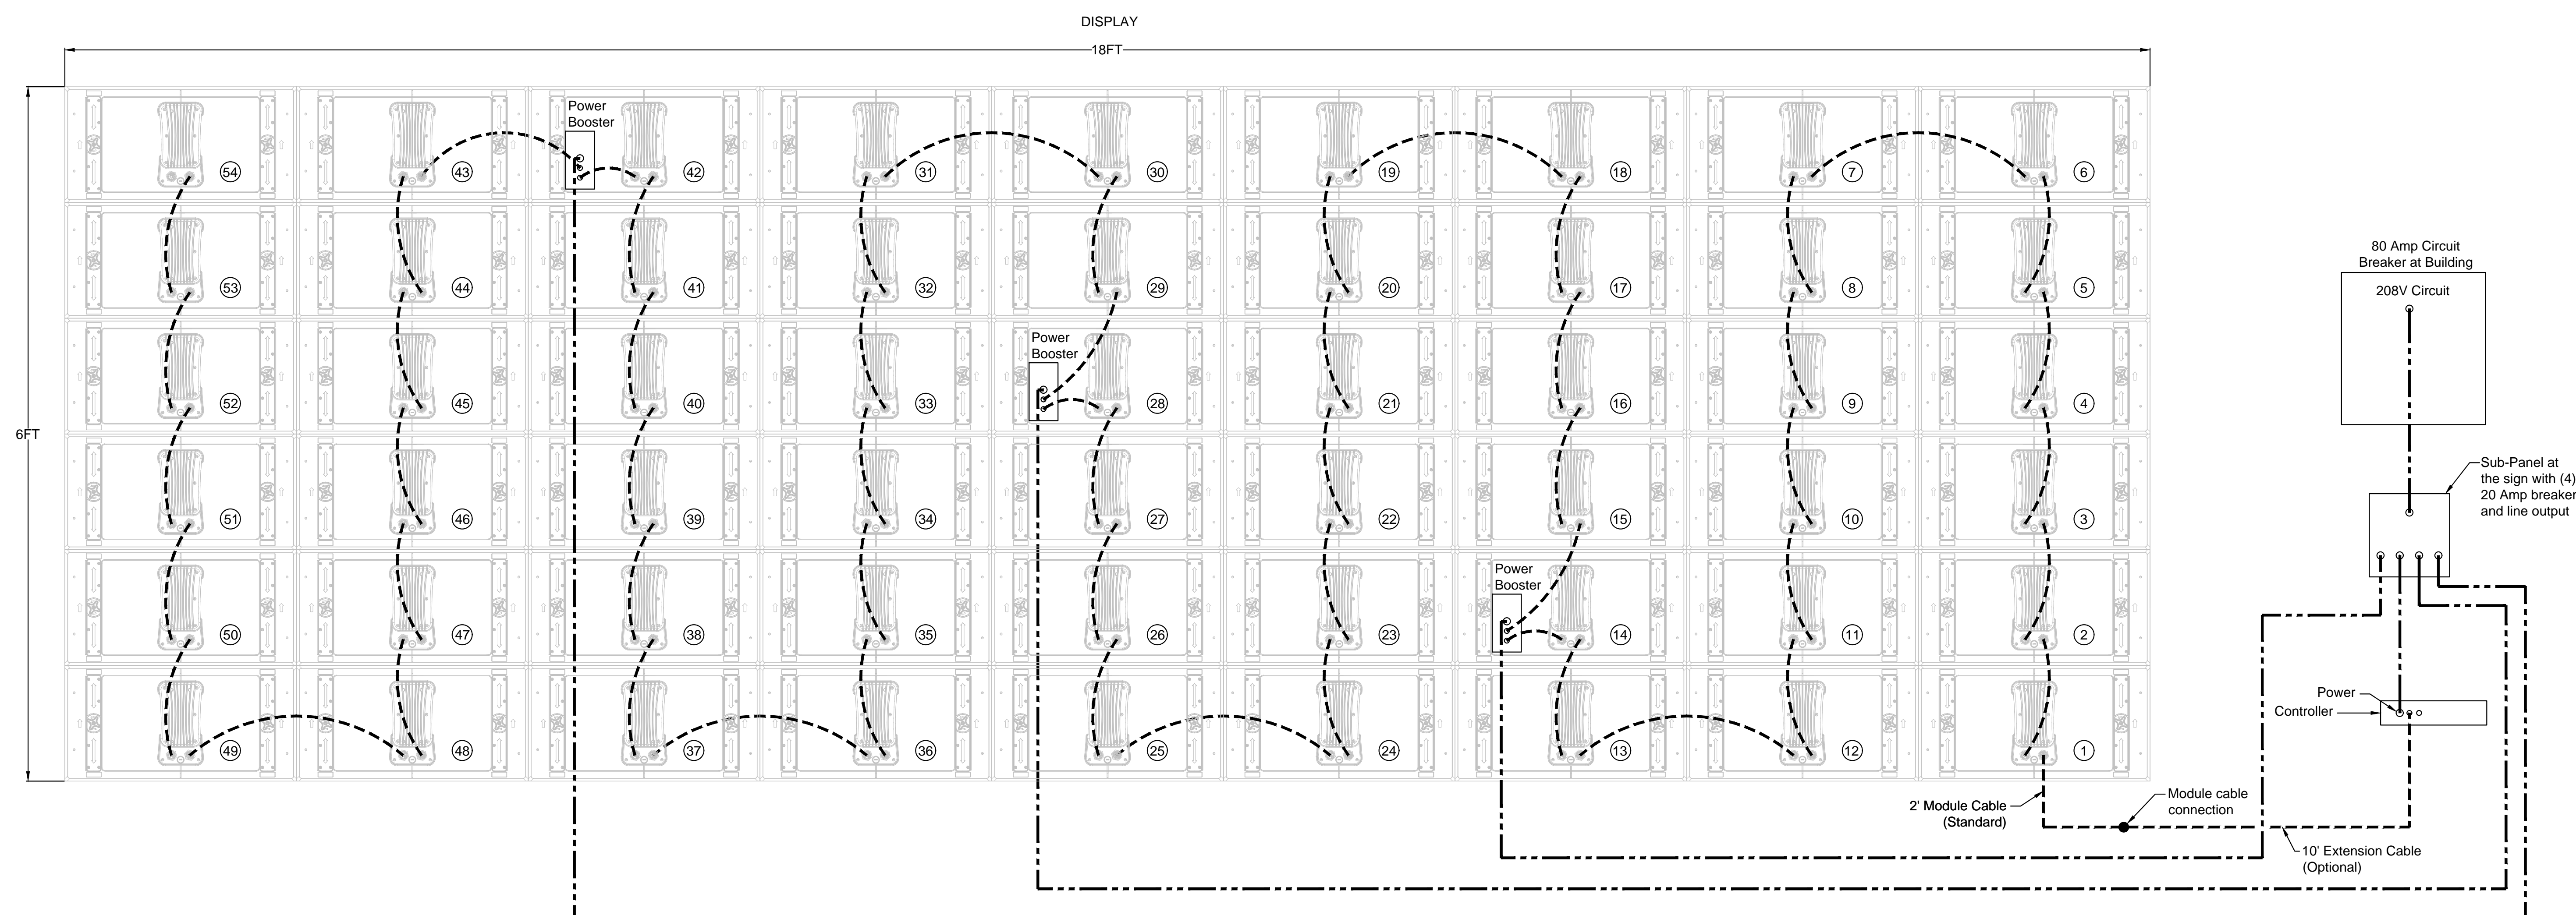 DISPLAY
18FT
6FT
Power
Booster
54
43
42
31
30
19
18
7
6
53
44
41
32
29
20
17
8
5
Power
Booster
52
45
40
33
28
21
16
9
4
51
46
39
34
27
22
15
10
3
Power
Booster
50
47
38
35
26
23
14
11
2
49
48
37
36
25
24
13
12
1
80 Amp Circuit
Breaker at Building
208V Circuit
Sub-Panel at
the sign with (4)
20 Amp breaker
and line output
Power
Controller
2' Module Cable
(Standard)
Module cable
connection
10' Extension Cable
(Optional)